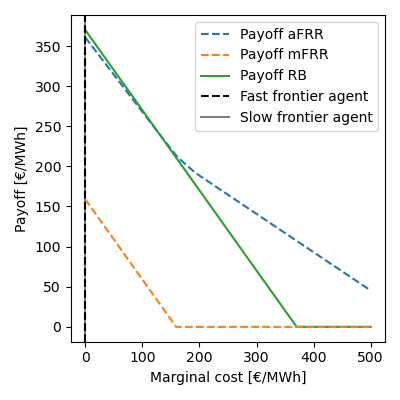 Payoff aFRR
Payoff mFRR
Payoff RB
Fast frontier agent
Slow frontier agent
Payoff [€/MWh]
350
300
250
200
150
100
50
0
0 100 200 300 400 500
Marginal cost [€/MWh]